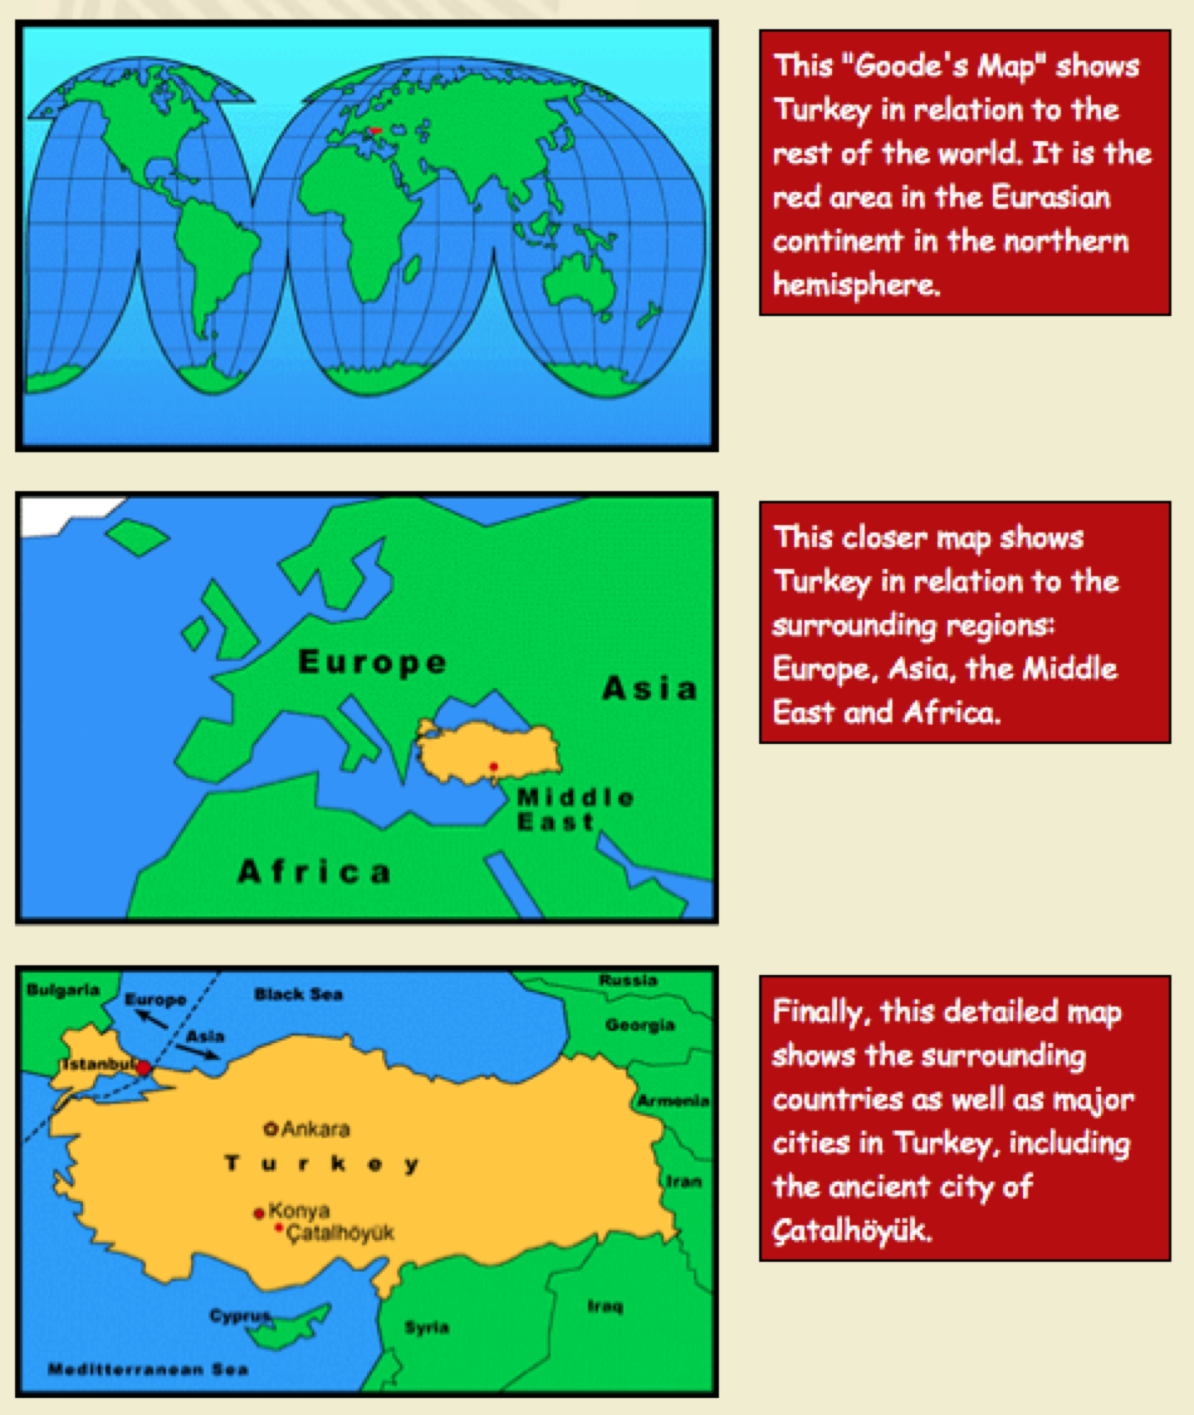 This "Goode's Map" shows
Turkey in relation to the
rest of the world. It is the
red area in the Eurasian
continent in the northern
hemisphere.
Europe
Asia
Middle
East
Africa
This closer map shows
Turkey in relation to the
surrounding regions:
Europe, Asia, the Middle
East and Africa.
Bulgaria
Europe
Black Sea
Russia
Asia
Georgia
Istanbul
Armenia
Ankara
Turkey
Iran
Konya
Çatalhöyük
Cyprus
Syria
Iraq
Meditterranean Sea
Finally, this detailed map
shows the surrounding
countries as well as major
cities in Turkey, including
the ancient city of
Çatalhöyük.